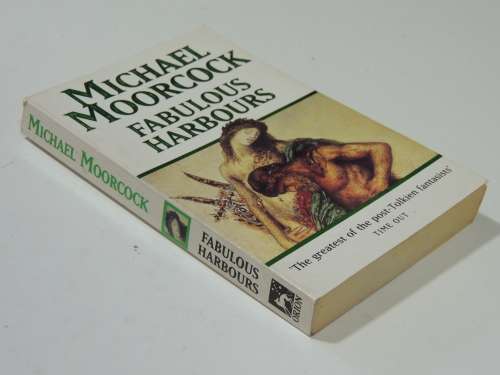 MICHAEL
MOORCOCK
FABULOUS
HARBOURS
"The greatest of the post-Tolkien fantasists"
TIME OUT
MICHAEL MOORCOCK
FABULOUS
HARBOURS
ORION